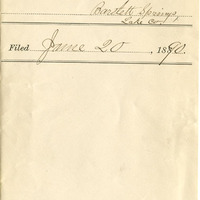 Bartlett Springs,
Lake Co.
Filed June 20, 1890.